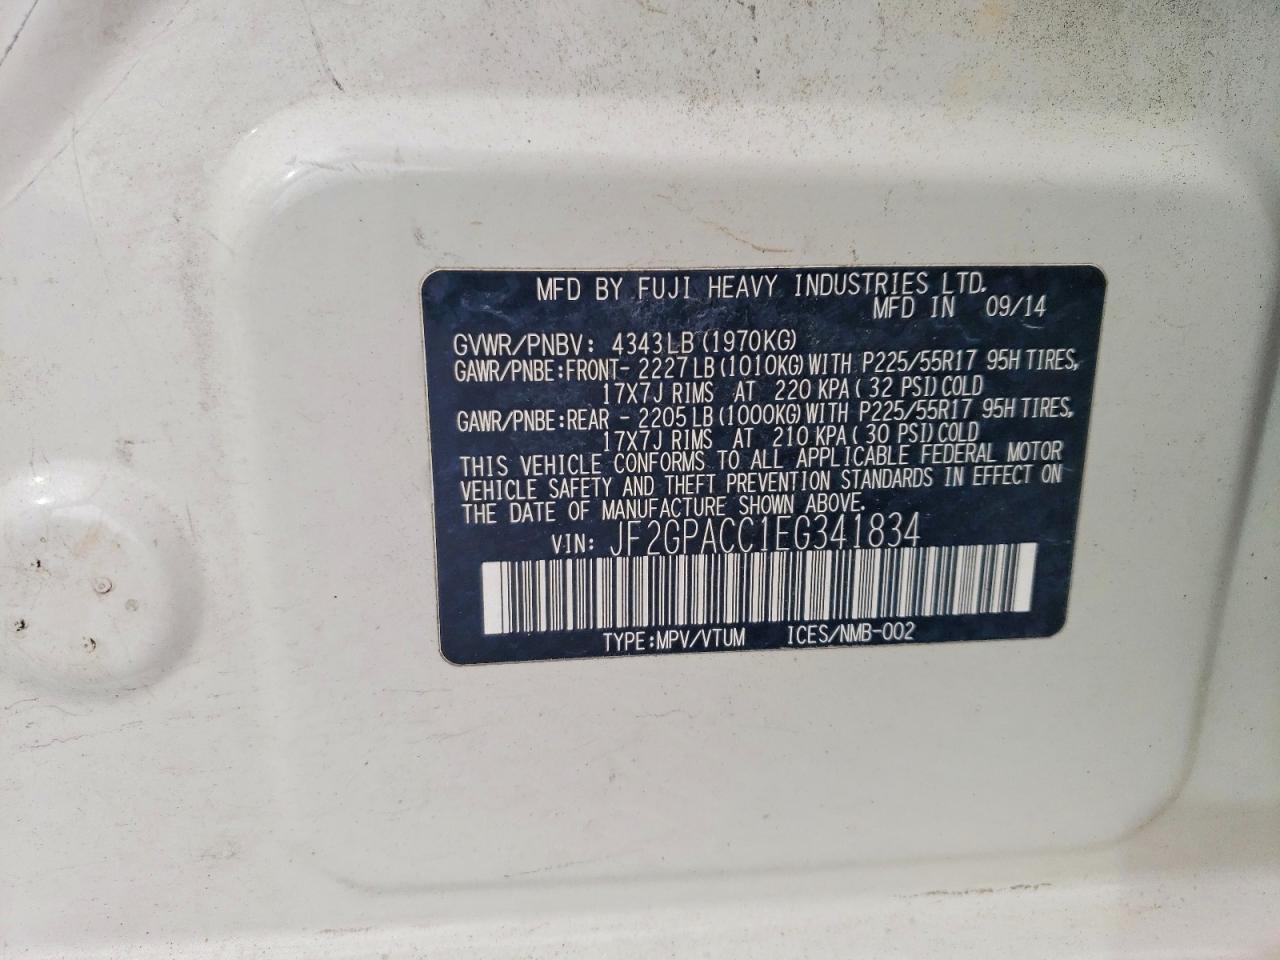 MFD BY FUJI HEAVY INDUSTRIES LTD.
MFD IN 09/14
GVWR/PNBV: 4343LB(1970KG)
GAWR/PNBE:FRONT- 2227LB(1010KG)WITH P225/55R17 95H TIRES,
17X7J RIMS AT 220 KPA( 32 PSI)COLD
GAWR/PNBE:REAR - 2205LB(1000KG)WITH P225/55R17 95H TIRES,
17X7J RIMS AT 210 KPA( 30 PSI)COLD
THIS VEHICLE CONFORMS TO ALL APPLICABLE FEDERAL MOTOR
VEHICLE SAFETY AND THEFT PREVENTION STANDARDS IN EFFECT ON
THE DATE OF MANUFACTURE SHOWN ABOVE.
VIN: JF2GPACC1EG341834
TYPE:MPV/VTUM ICES/NMB-002